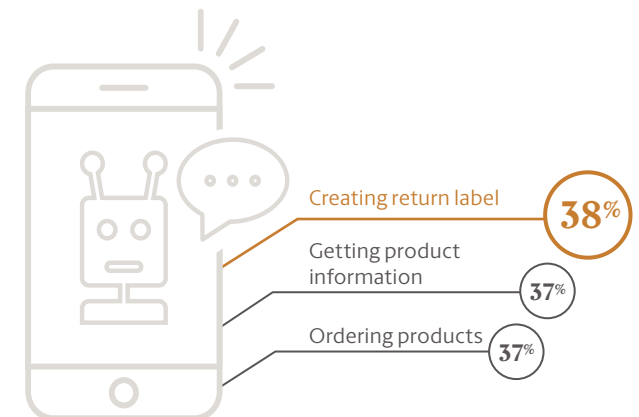 Creating return label
38%
Getting product
information
37%
Ordering products
37%